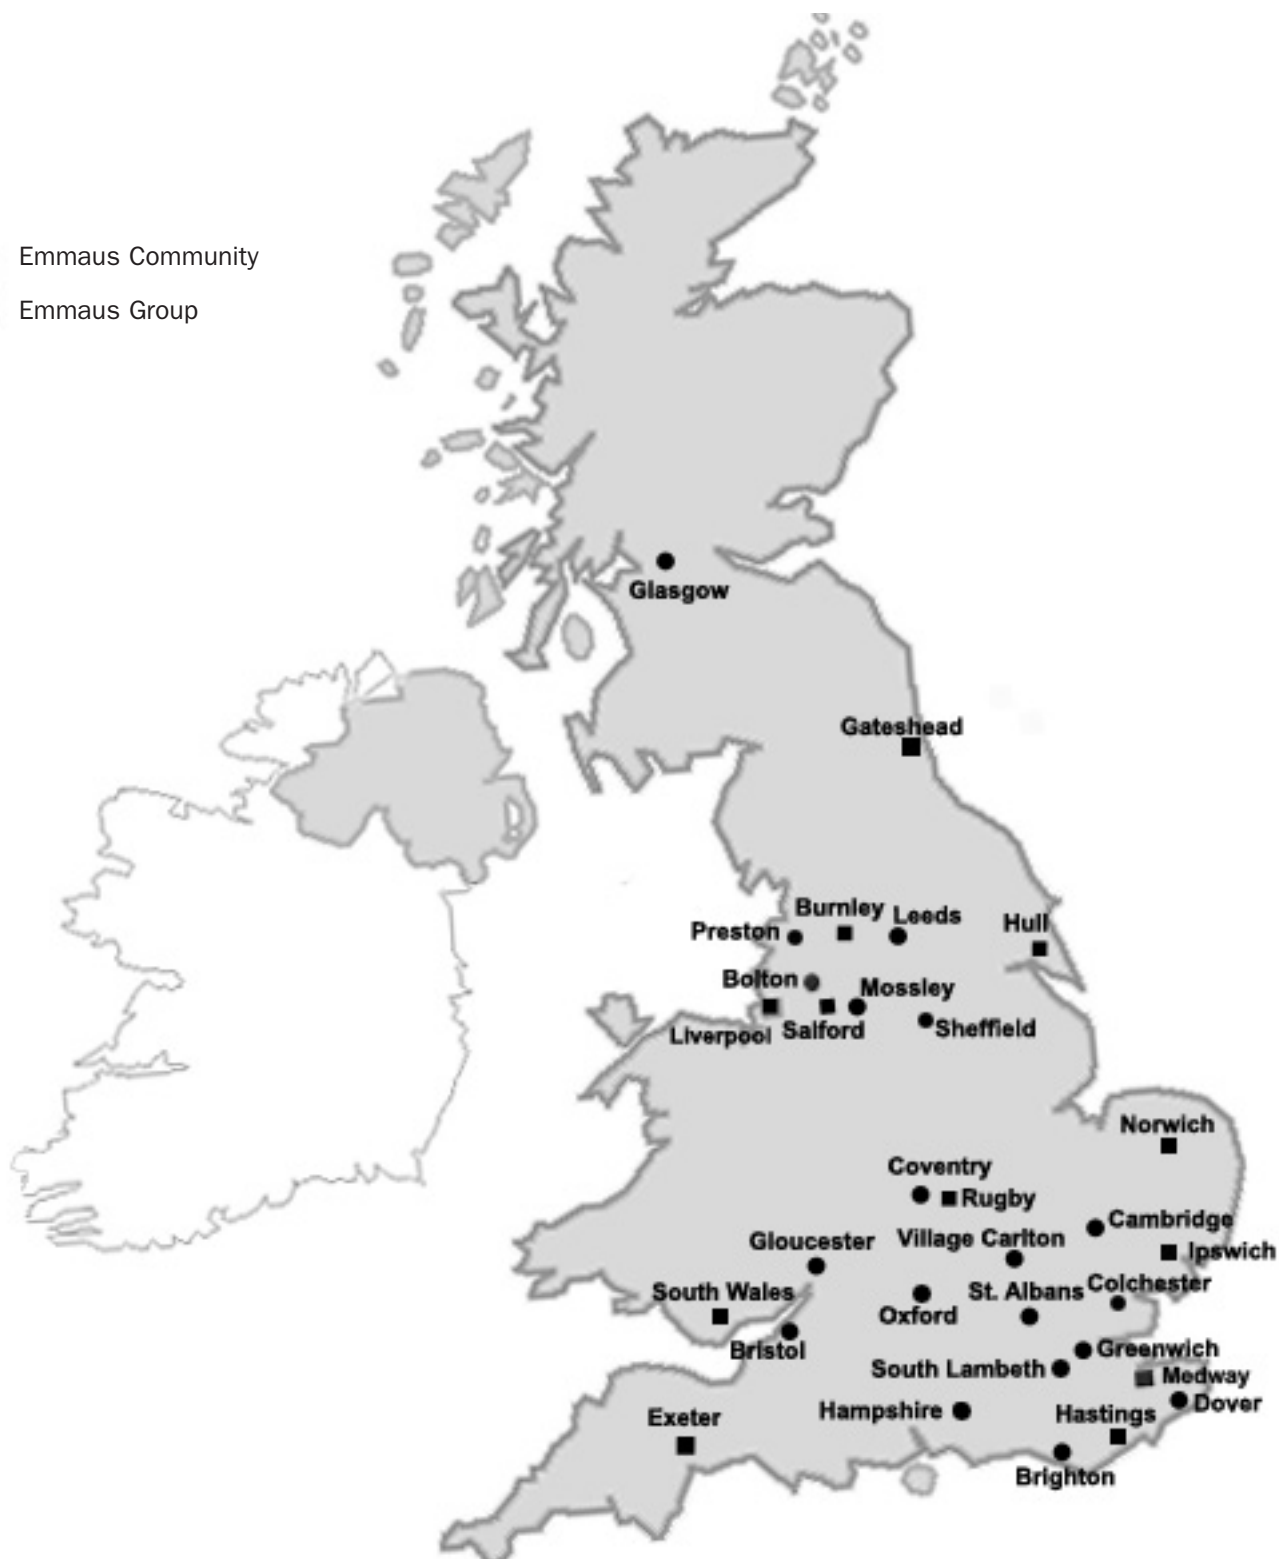 Emmaus Community
Emmaus Group
Glasgow
Gateshead
Burnley
Leeds
Preston
Hull
Bolton
Mossley
Liverpool
Salford
Sheffield
Norwich
Coventry
Rugby
Cambridge
Village Carlton
Gloucester
Ipswich
South Wales
St. Albans
Colchester
Oxford
Bristol
Greenwich
South Lambeth
Medway
Dover
Hampshire
Hastings
Exeter
Brighton